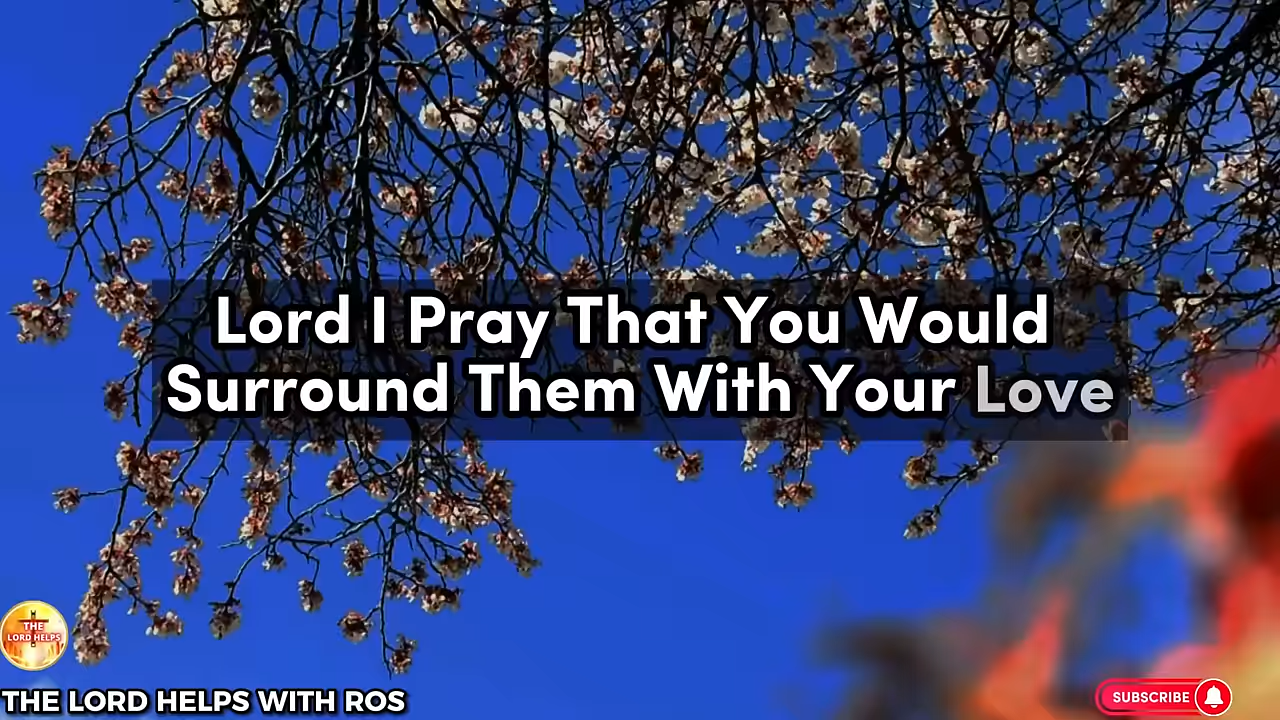 Lord I Pray That You Would
Surround Them With Your Love
THE
LORD HELPS
THE LORD HELPS WITH ROS
SUBSCRIBE